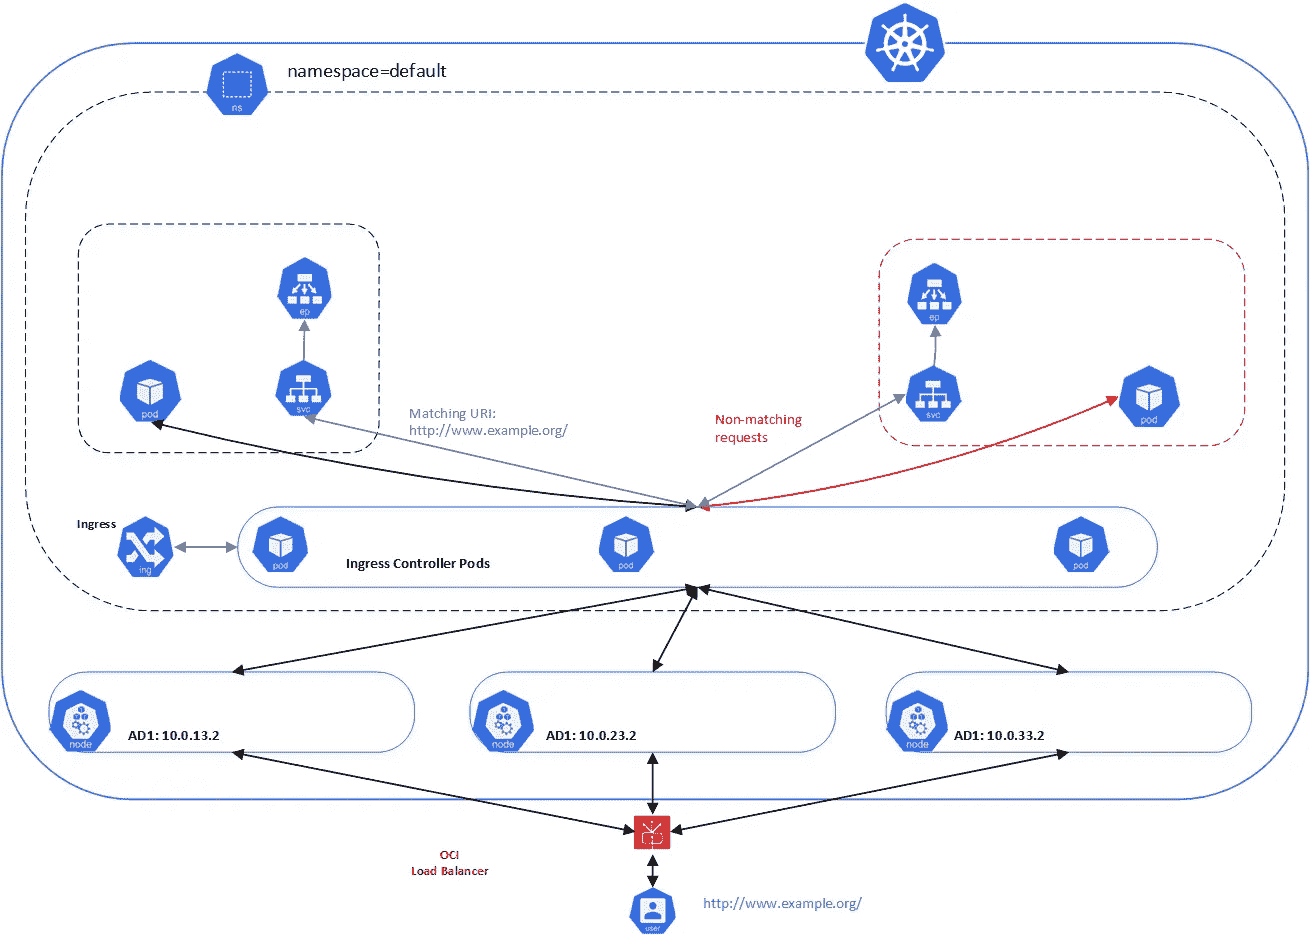 namespace=default
ns
ep
ep
pod
svc
Matching URI:
http://www.example.org/
Non-matching
requests
svc
pod
Ingress
ing
pod
Ingress Controller Pods
pod
pod
node
AD1: 10.0.13.2
node
AD1: 10.0.23.2
node
AD1: 10.0.33.2
OCI
Load Balancer
user
http://www.example.org/